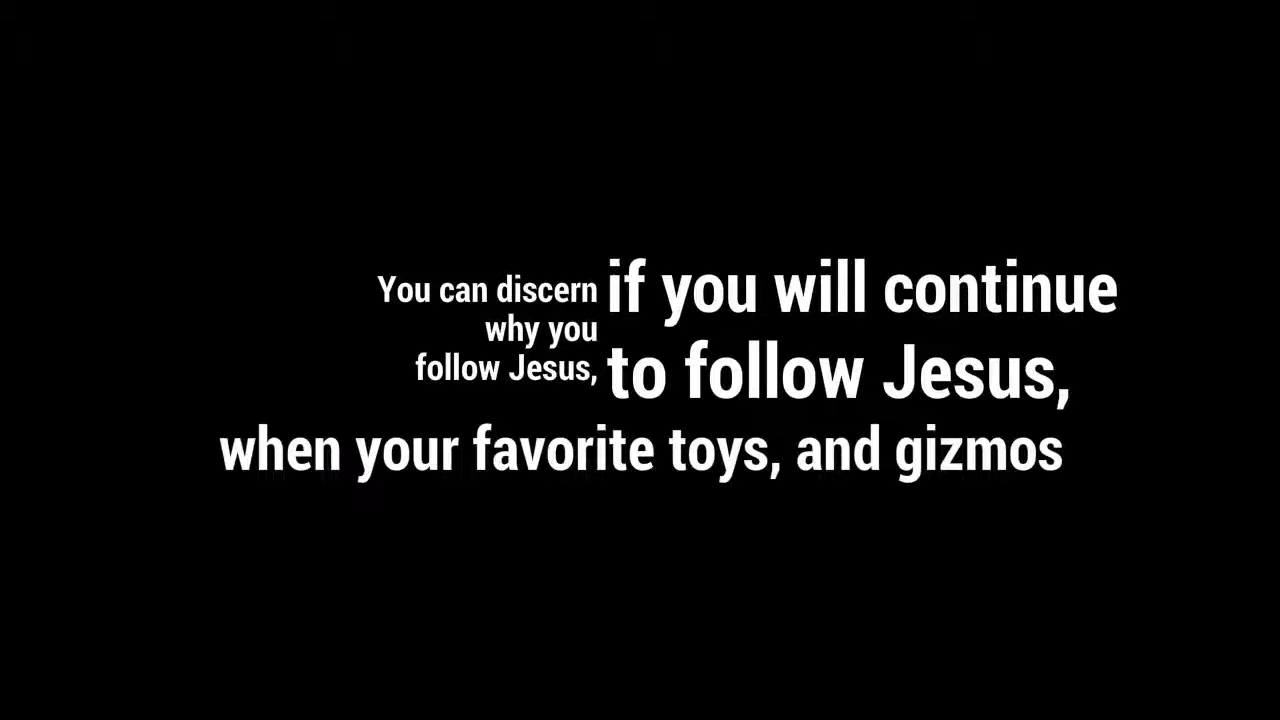 You can discern
why you
follow Jesus,
if you will continue
to follow Jesus,
when your favorite toys, and gizmos